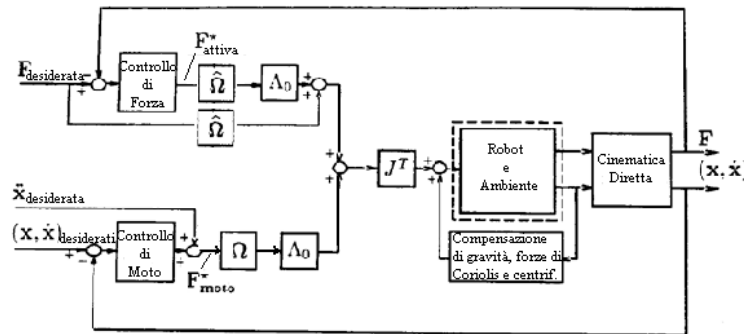 F*attiva
Controllo
di
Forza
Fdesiderata
Ω̂
Λ0
Ω̂
ẍdesiderata
(x, ẋ)desiderati
Controllo
di
Moto
F*moto
Ω
Λ0
J^T
Robot
e
Ambiente
Compensazione
di gravità, forze di
Coriolis e centrif.
Cinematica
Diretta
F
(x, ẋ)